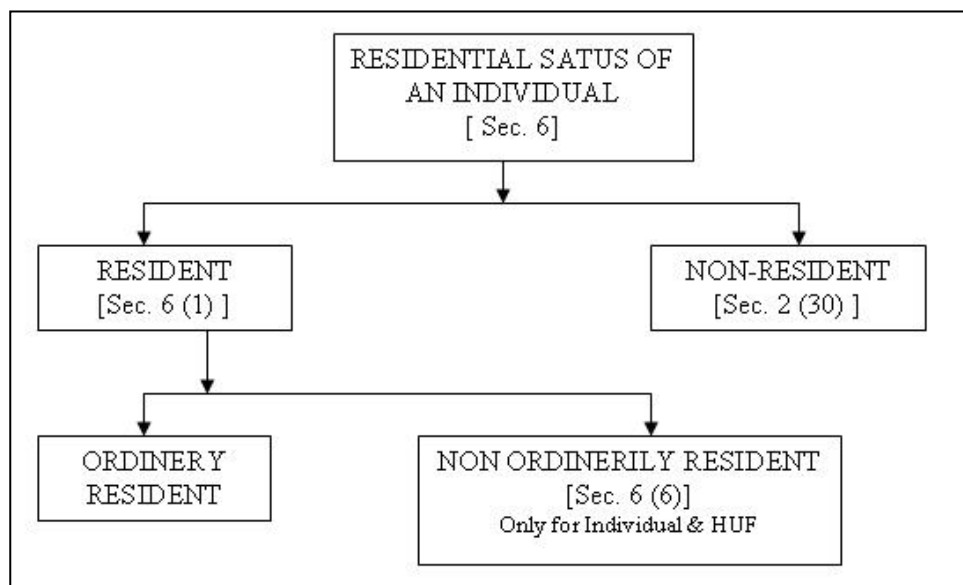 RESIDENTIAL SATUS OF
AN INDIVIDUAL
[ Sec. 6]
RESIDENT
[Sec. 6 (1) ]
NON-RESIDENT
[Sec. 2 (30) ]
ORDINERY
RESIDENT
NON ORDINERILY RESIDENT
[Sec. 6 (6)]
Only for Individual & HUF